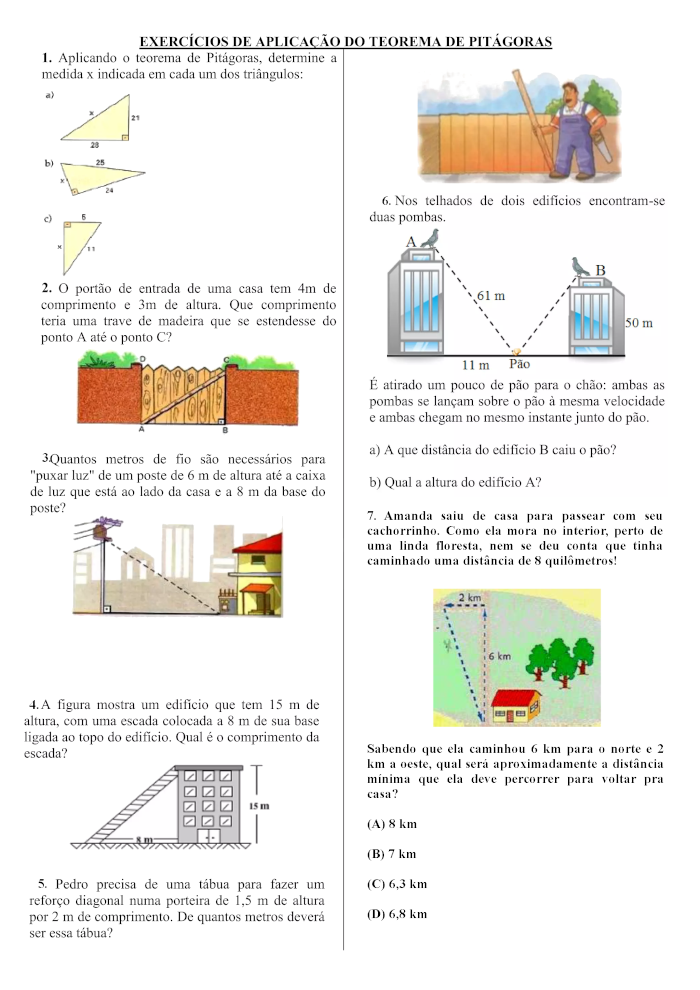 EXERCÍCIOS DE APLICAÇÃO DO TEOREMA DE PITÁGORAS
1. Aplicando o teorema de Pitágoras, determine a
medida x indicada em cada um dos triângulos:
a)
x
21
28
b)
25
x
24
c)
6
x
11
2. O portão de entrada de uma casa tem 4m de
comprimento e 3m de altura. Que comprimento
teria uma trave de madeira que se estendesse do
ponto A até o ponto C?
D
C
A
B
3Quantos metros de fio são necessários para
"puxar luz" de um poste de 6 m de altura até a caixa
de luz que está ao lado da casa e a 8 m da base do
poste?
4. A figura mostra um edifício que tem 15 m de
altura, com uma escada colocada a 8 m de sua base
ligada ao topo do edifício. Qual é o comprimento da
escada?
15 m
8 m
5. Pedro precisa de uma tábua para fazer um
reforço diagonal numa porteira de 1,5 m de altura
por 2 m de comprimento. De quantos metros deverá
ser essa tábua?
6. Nos telhados de dois edifícios encontram-se
duas pombas.
A
B
61 m
50 m
11 m
Pão
É atirado um pouco de pão para o chão: ambas as
pombas se lançam sobre o pão à mesma velocidade
e ambas chegam no mesmo instante junto do pão.
a) A que distância do edifício B caiu o pão?
b) Qual a altura do edifício A?
7. Amanda saiu de casa para passear com seu
cachorrinho. Como ela mora no interior, perto de
uma linda floresta, nem se deu conta que tinha
caminhado uma distância de 8 quilômetros!
2 km
6 km
Sabendo que ela caminhou 6 km para o norte e 2
km a oeste, qual será aproximadamente a distância
mínima que ela deve percorrer para voltar pra
casa?
(A) 8 km
(B) 7 km
(C) 6,3 km
(D) 6,8 km